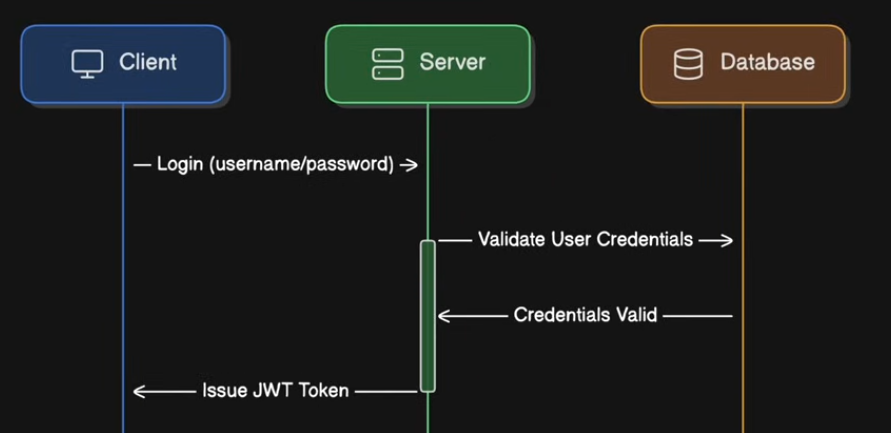 Client
Server
Database
Login (username/password)
Validate User Credentials
Credentials Valid
Issue JWT Token